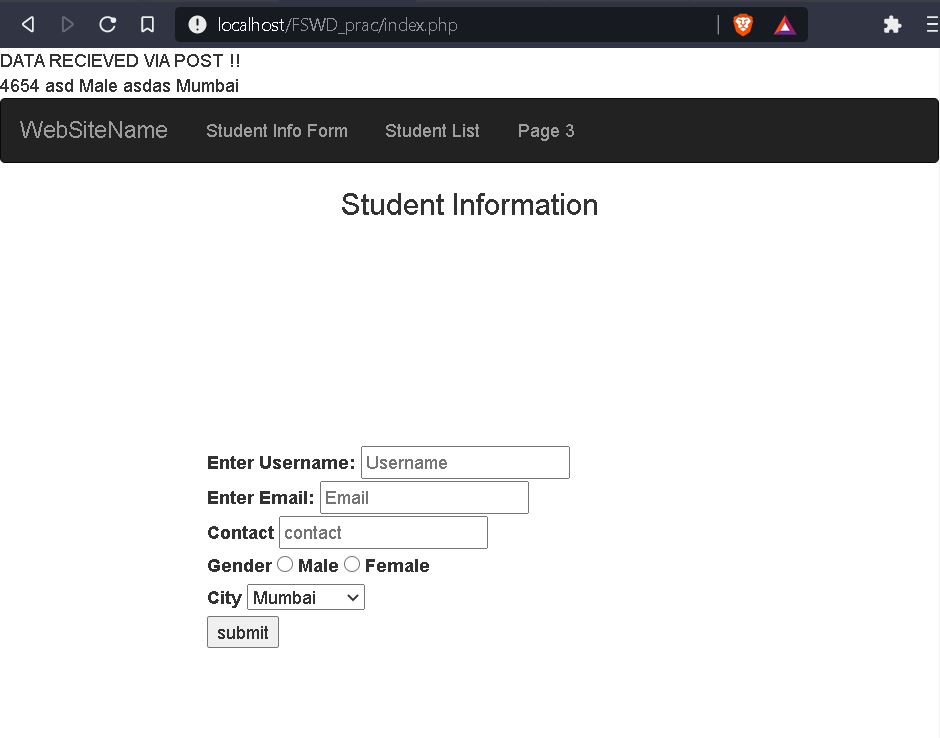 localhost/FSWD_prac/index.php
DATA RECIEVED VIA POST !!
4654 asd Male asdas Mumbai
WebSiteName Student Info Form Student List Page 3
Student Information
Enter Username: Username
Enter Email: Email
Contact contact
Gender Male Female
City Mumbai
submit